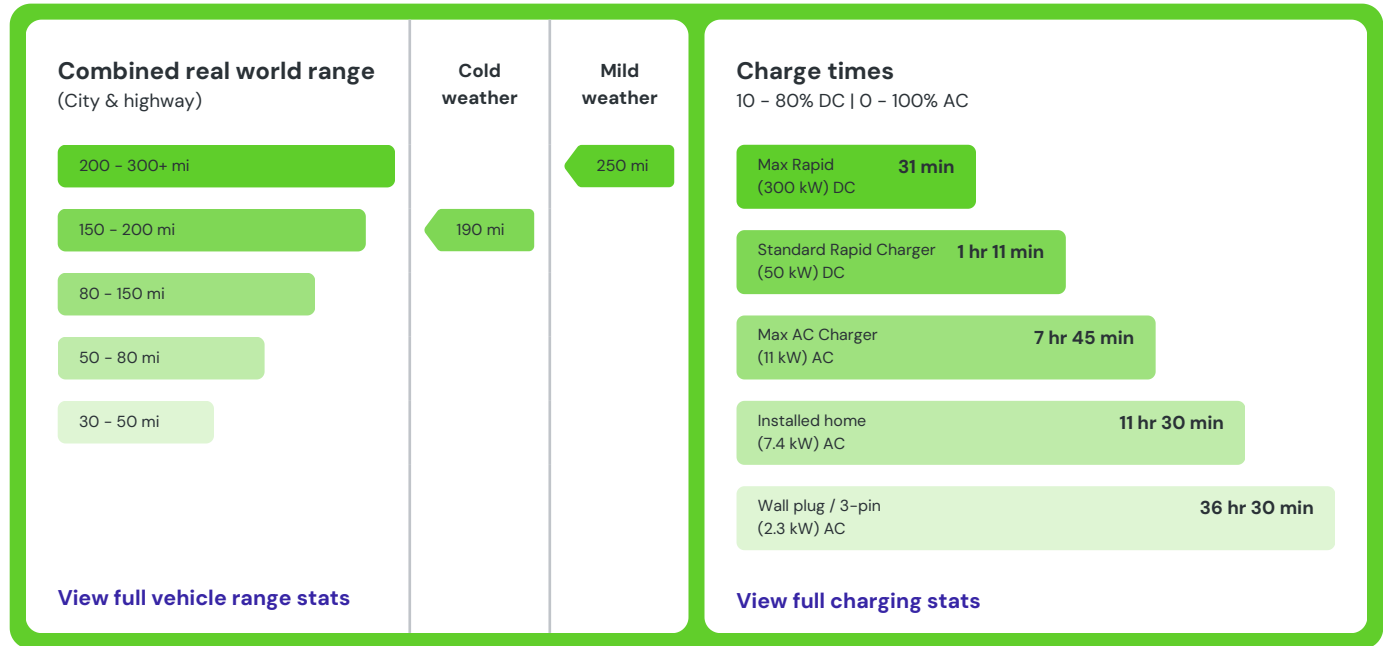 Combined real world range
(City & highway)
Cold
weather
Mild
weather
200 - 300+ mi
250 mi
150 - 200 mi
190 mi
80 - 150 mi
50 - 80 mi
30 - 50 mi
View full vehicle range stats
Charge times
10 - 80% DC | 0 - 100% AC
Max Rapid
(300 kW) DC
31 min
Standard Rapid Charger
(50 kW) DC
1 hr 11 min
Max AC Charger
(11 kW) AC
7 hr 45 min
Installed home
(7.4 kW) AC
11 hr 30 min
Wall plug / 3-pin
(2.3 kW) AC
36 hr 30 min
View full charging stats